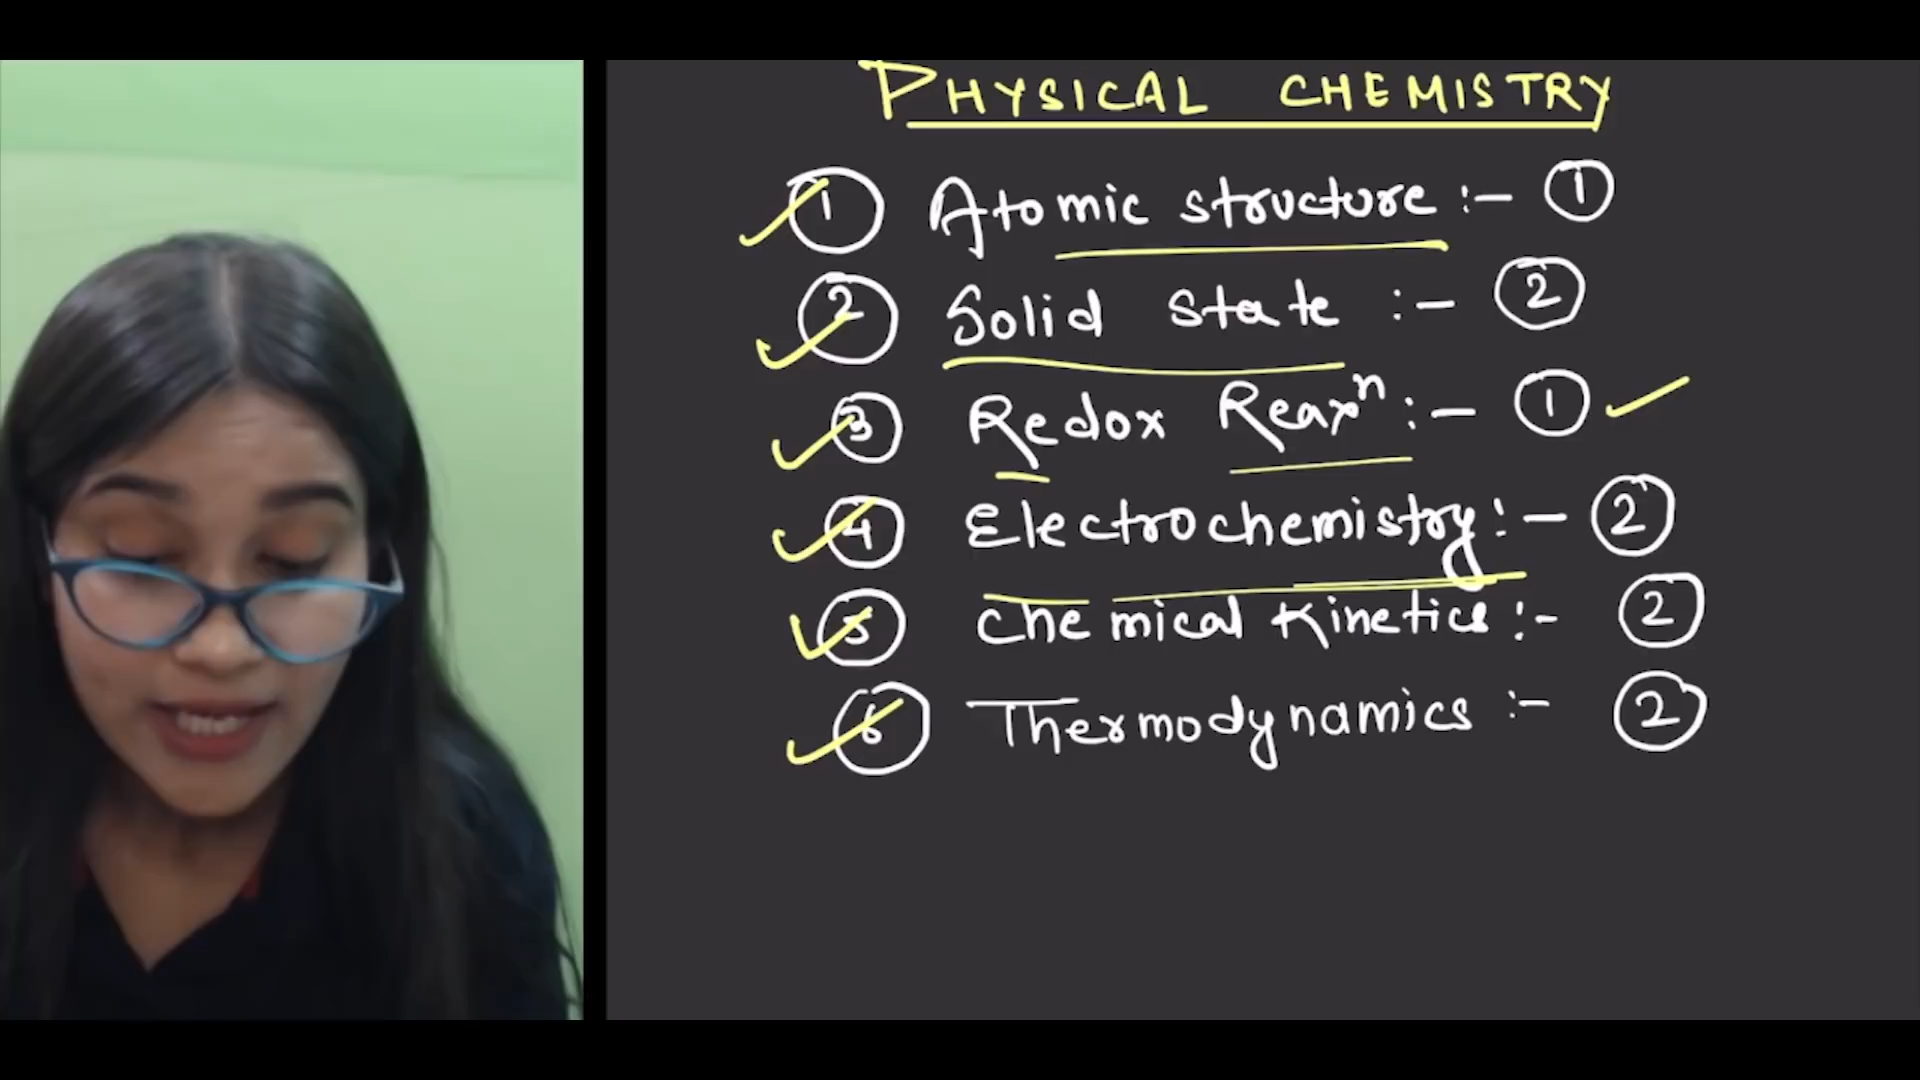 PHYSICAL CHEMISTRY
1 Atomic structure :- 1
2 Solid state :- 2
3 Redox Reaxⁿ :- 1
4 Electrochemistry :- 2
5 chemical kinetics :- 2
6 Thermodynamics :- 2